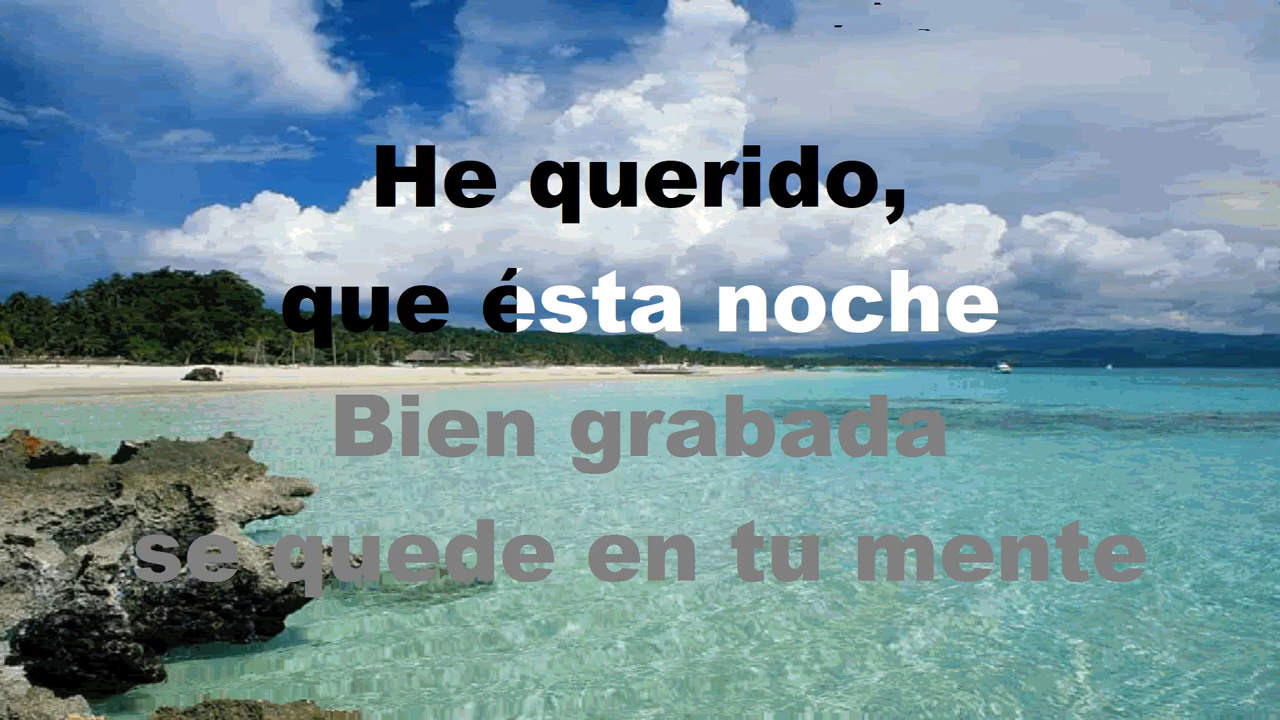 He querido,
que ésta noche
Bien grabada
se quede en tu mente